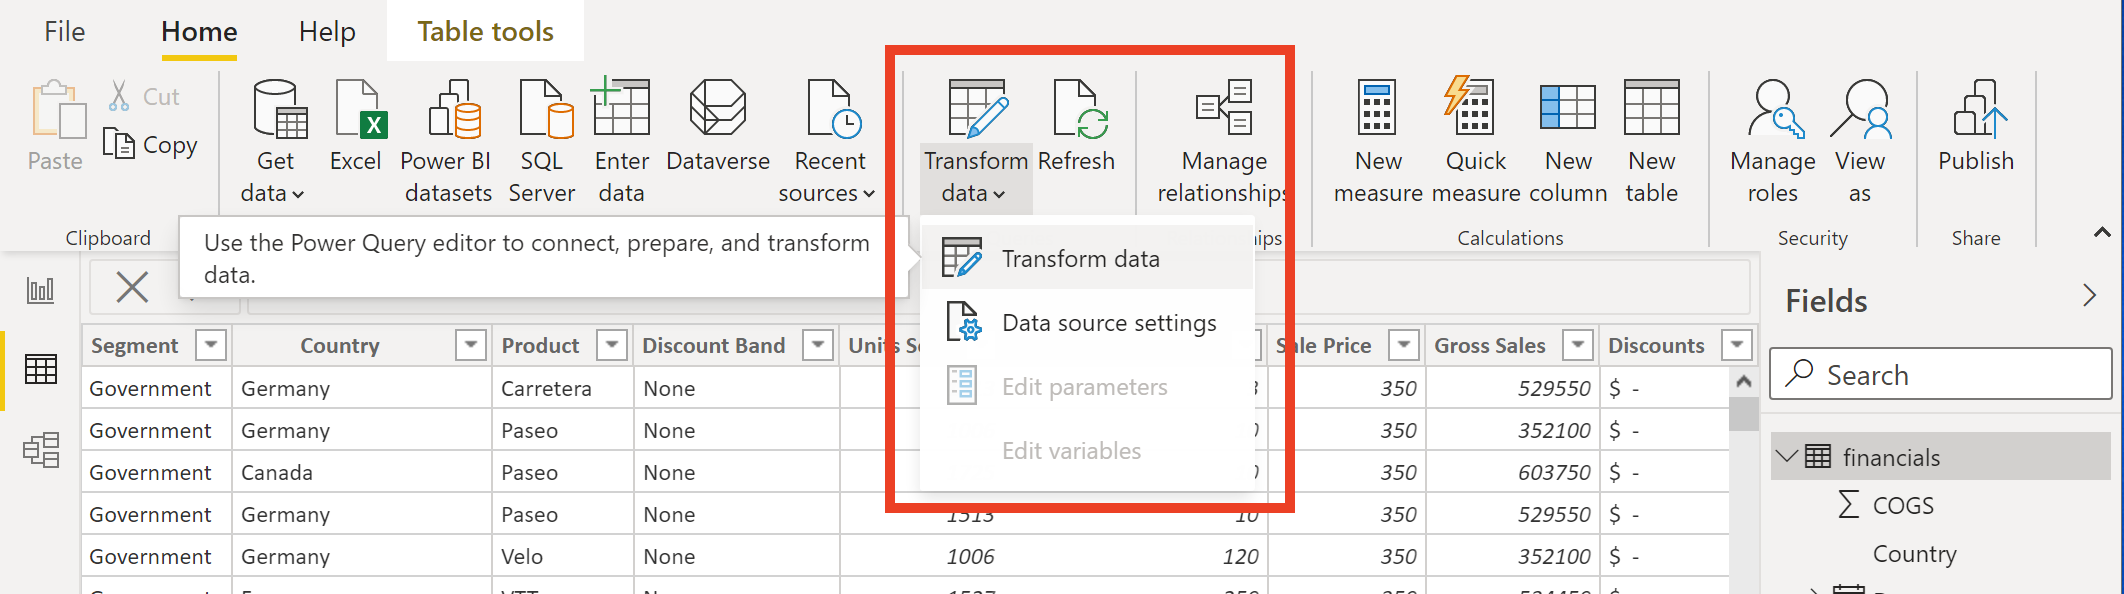 File Home Help Table tools
Paste Cut Copy
Get data Excel Power BI datasets SQL Server Enter data Dataverse Recent sources Transform data Refresh Manage relationships New measure Quick measure New column New table Manage roles View as Publish
Clipboard Calculations Security Share
Use the Power Query editor to connect, prepare, and transform
data.
Transform data
Data source settings
Edit parameters
Edit variables
Segment Country Product Discount Band Units Sale Price Gross Sales Discounts
Government Germany Carretera None 350 529550 $ -
Government Germany Paseo None 350 352100 $ -
Government Canada Paseo None 350 603750 $ -
Government Germany Paseo None 1513 10 350 529550 $ -
Government Germany Velo None 1006 120 350 352100 $ -
Fields
Search
financials
COGS
Country